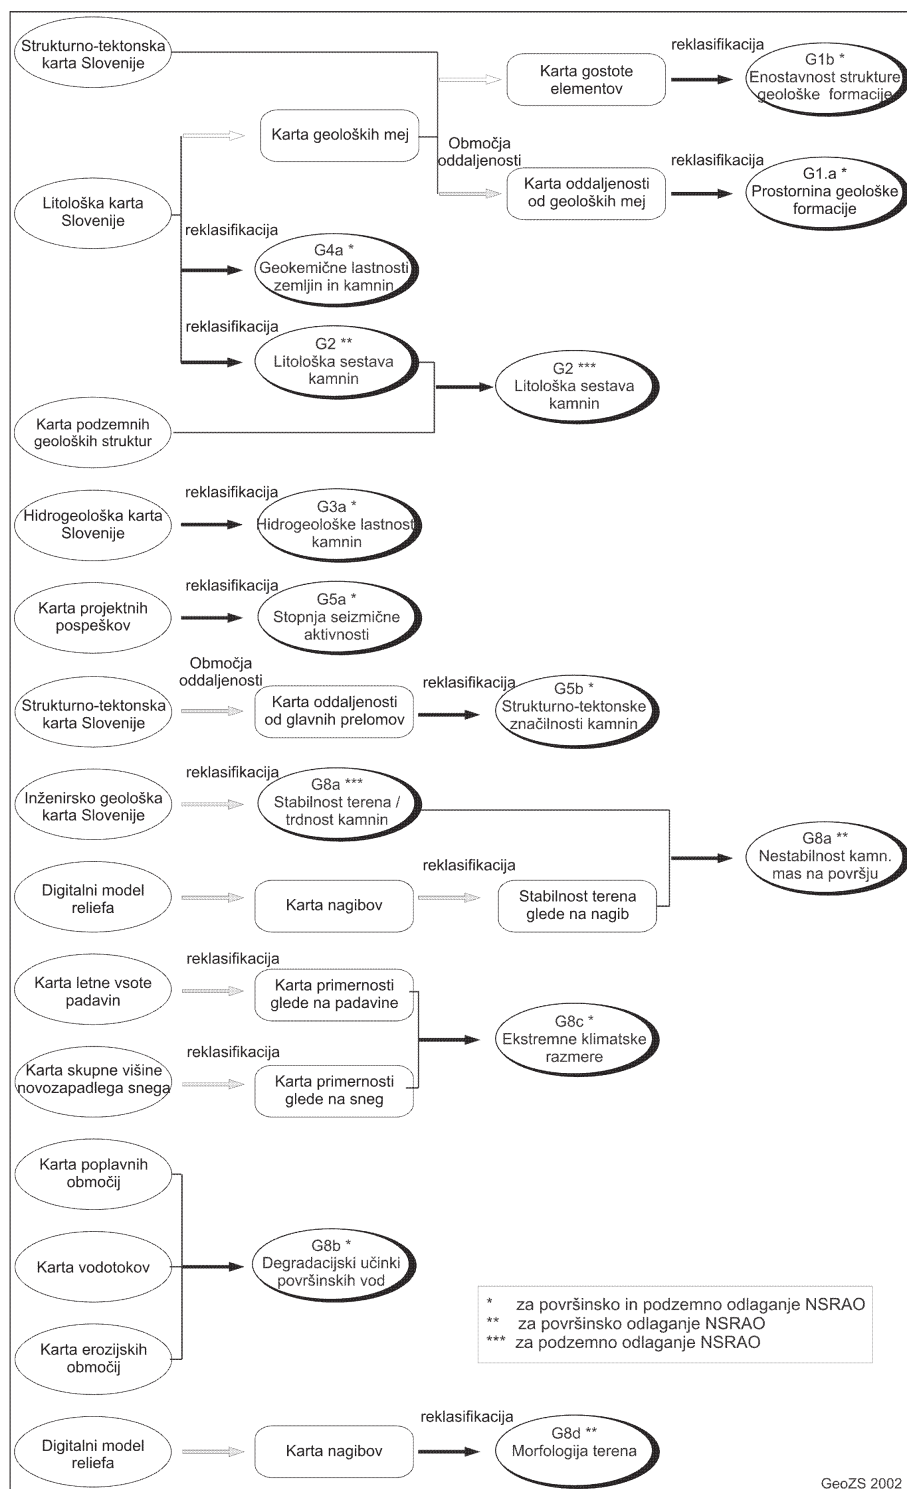 Strukturno-tektonska
karta Slovenije
Karta gostote
elementov
reklasifikacija
G1b *
Enostavnost strukture
geološke formacije
Karta geoloških mej
Območja
oddaljenosti
Karta oddaljenosti
od geoloških mej
reklasifikacija
G1.a *
Prostornina geološke
formacije
Litološka karta
Slovenije
reklasifikacija
G4a *
Geokemične lastnosti
zemljin in kamnin
reklasifikacija
G2 **
Litološka sestava
kamnin
G2 ***
Litološka sestava
kamnin
Karta podzemnih
geoloških struktur
Hidrogeološka karta
Slovenije
reklasifikacija
G3a *
Hidrogeološke lastnost
kamnin
Karta projektnih
pospeškov
reklasifikacija
G5a *
Stopnja seizmične
aktivnosti
Strukturno-tektonska
karta Slovenije
Območja
oddaljenosti
Karta oddaljenosti
od glavnih prelomov
reklasifikacija
G5b *
Strukturno-tektonske
značilnosti kamnin
Inženirsko geološka
karta Slovenije
reklasifikacija
G8a ***
Stabilnost terena /
trdnost kamnin
G8a **
Nestabilnost kamn.
mas na površju
Digitalni model
reliefa
Karta nagibov
reklasifikacija
Stabilnost terena
glede na nagib
Karta letne vsote
padavin
reklasifikacija
Karta primernosti
glede na padavine
G8c *
Ekstremne klimatske
razmere
Karta skupne višine
novozapadlega snega
reklasifikacija
Karta primernosti
glede na sneg
Karta poplavnih
območij
Karta vodotokov
G8b *
Degradacijski učinki
površinskih vod
Karta erozijskih
območij
* za površinsko in podzemno odlaganje NSRAO
** za površinsko odlaganje NSRAO
*** za podzemno odlaganje NSRAO
Digitalni model
reliefa
Karta nagibov
reklasifikacija
G8d **
Morfologija terena
GeoZS 2002